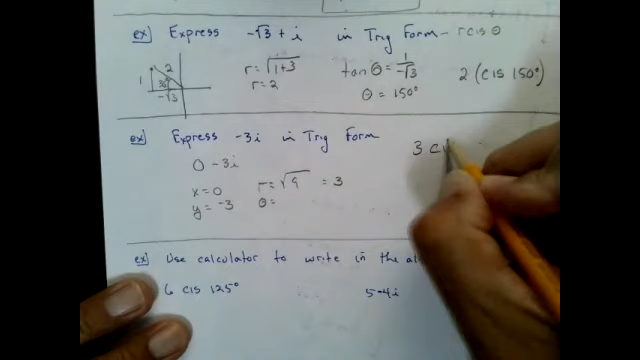 ex) Express -√3 + i in Trig Form - r cis θ
1 2 30° -√3
r = √1+3 tan θ = 1/-√3 2 (cis 150°)
r = 2 θ = 150°
ex) Express -3i in Trig Form
0 - 3i 3 c
x = 0 r = √9 = 3
y = -3 θ =
ex) Use calculator to write in the
6 cis 125° 5-4i